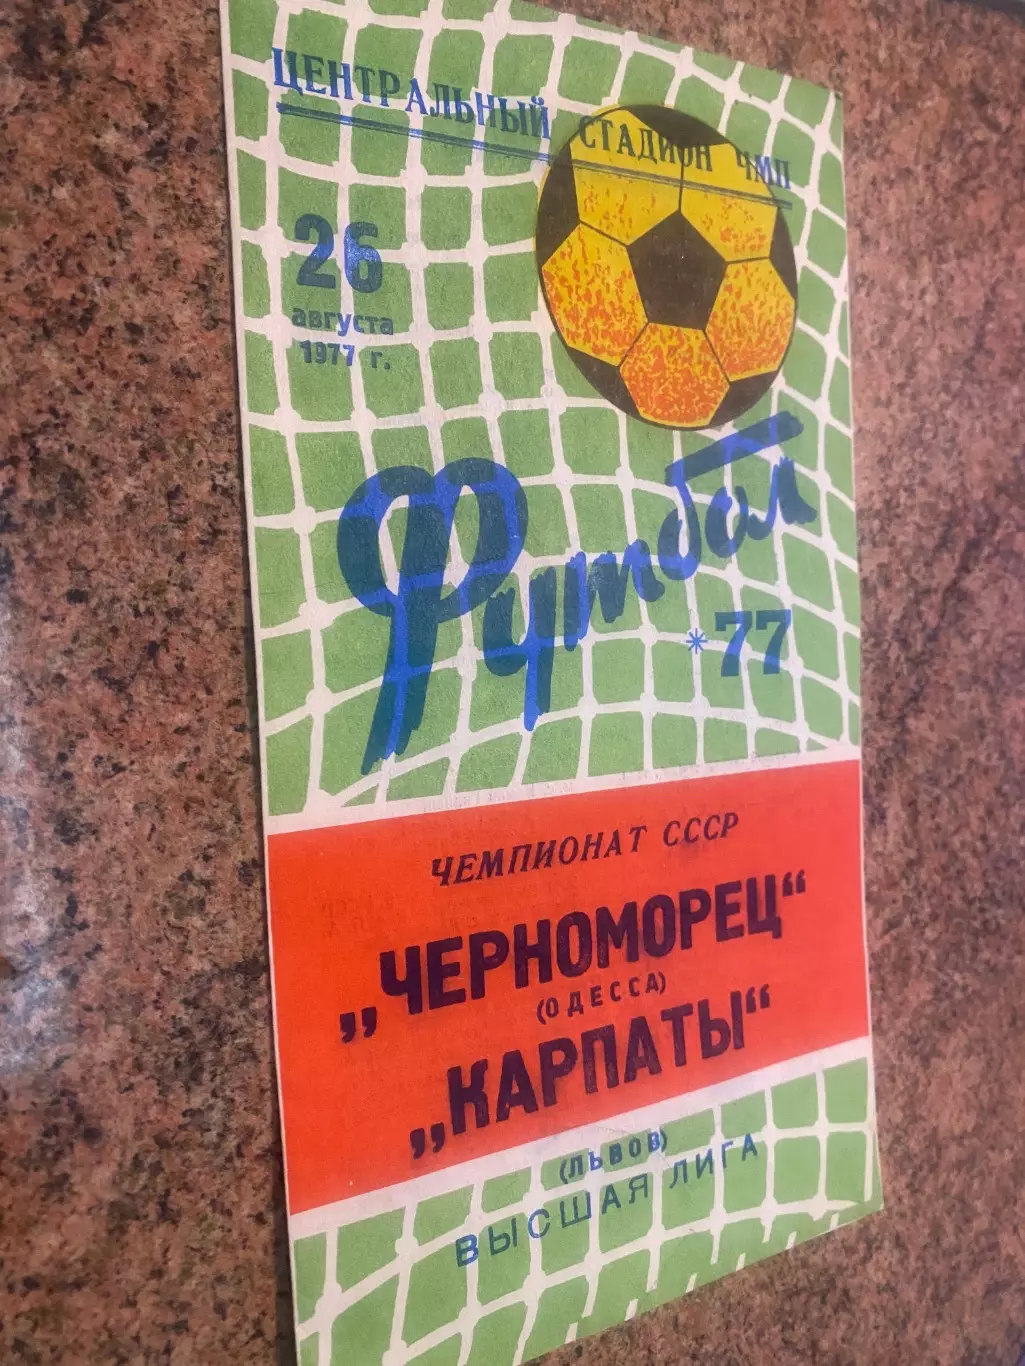 ЦЕНТРАЛЬНЫЙ СТАДИОН ЧМП
26
августа
1977 г.
Футбол
*77
ЧЕМПИОНАТ СССР
„ЧЕРНОМОРЕЦ“
(ОДЕССА)
„КАРПАТЫ“
(ЛЬВОВ)
ВЫСШАЯ ЛИГА